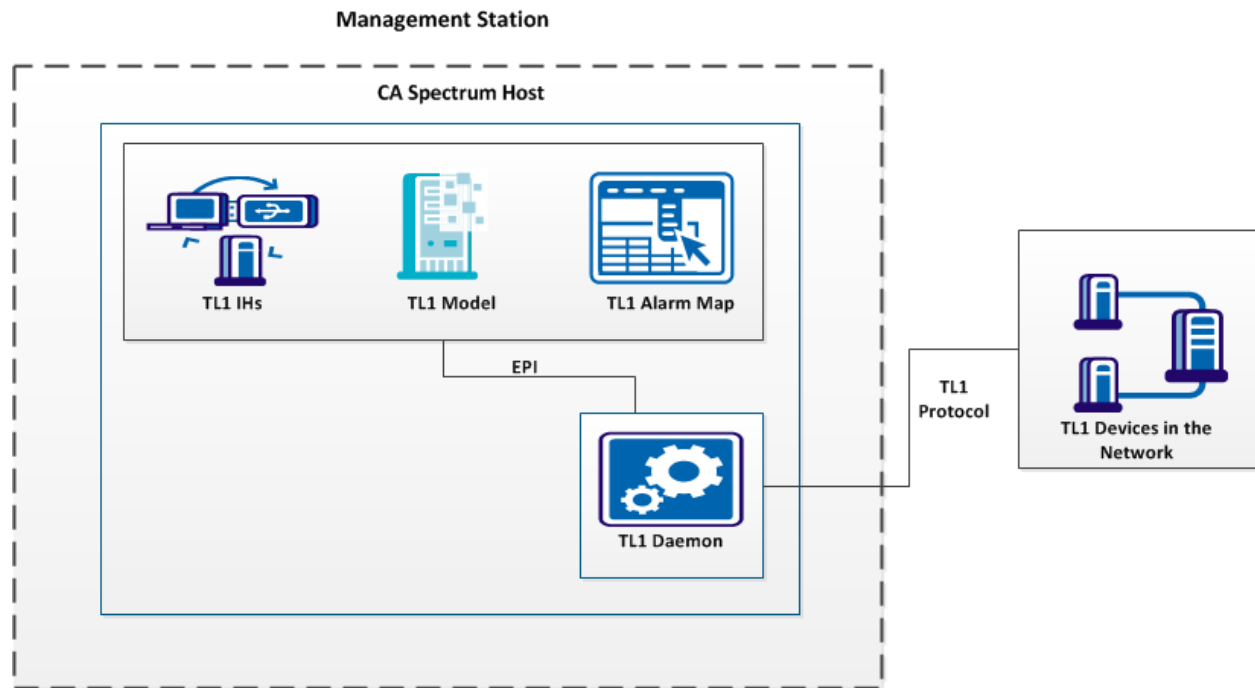 Management Station
CA Spectrum Host
TL1 IHs
TL1 Model
TL1 Alarm Map
EPI
TL1 Daemon
TL1
Protocol
TL1 Devices in the
Network